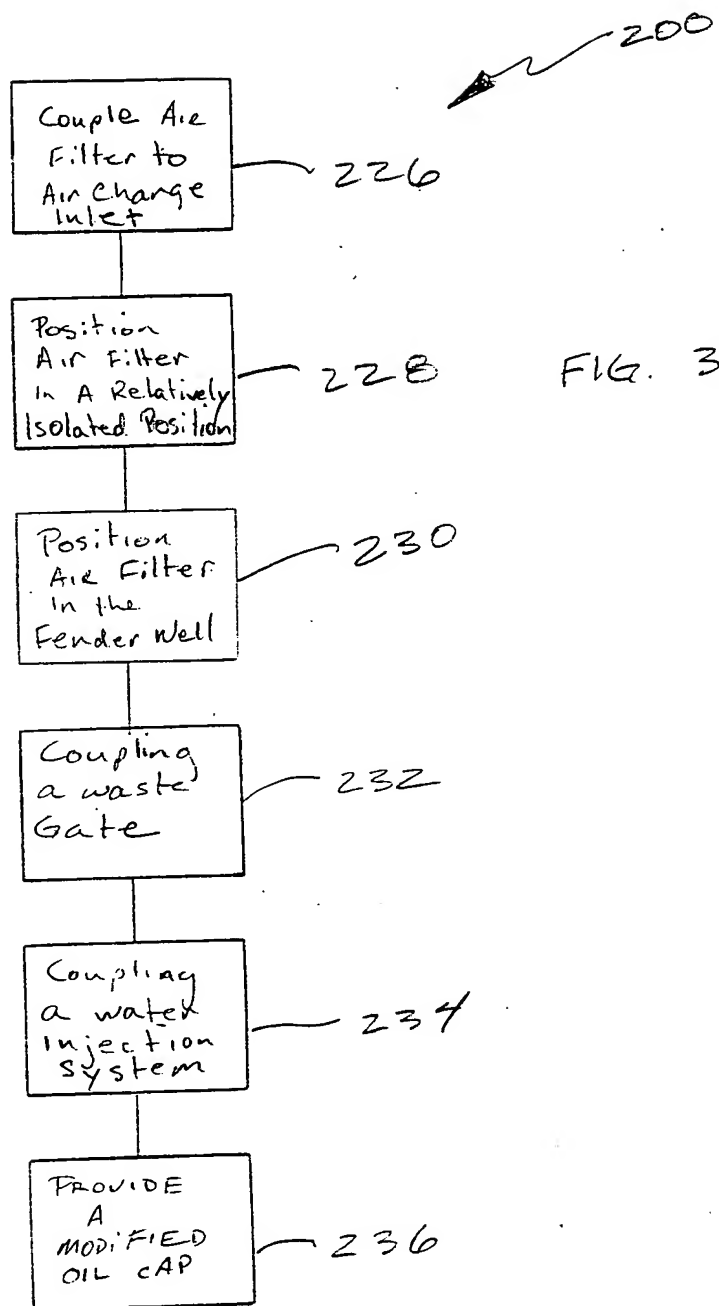 200
Couple Air
Filter to
Air Change
Inlet
226
Position
Air Filter
In A Relatively
Isolated Position
228
FIG. 3
Position
Air Filter
In the
Fender Well
230
Coupling
a waste
Gate
232
Coupling
a water
Injection
System
234
PROVIDE
A
MODIFIED
OIL CAP
236